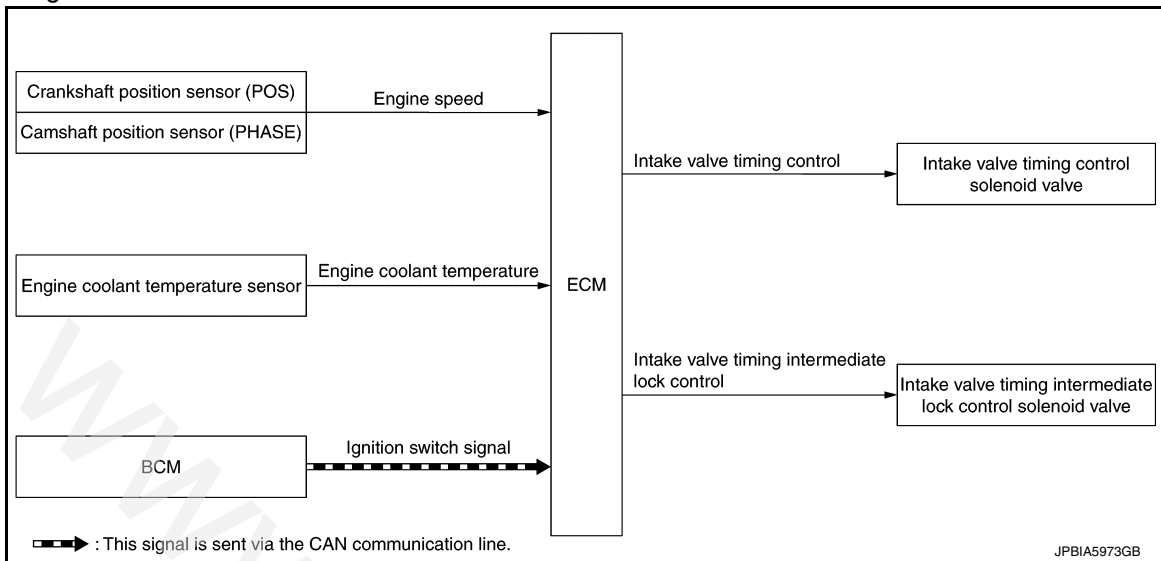 Crankshaft position sensor (POS)
Camshaft position sensor (PHASE)
Engine speed
Engine coolant temperature sensor
Engine coolant temperature
BCM
Ignition switch signal
ECM
Intake valve timing control
Intake valve timing control
solenoid valve
Intake valve timing intermediate
lock control
Intake valve timing intermediate
lock control solenoid valve
: This signal is sent via the CAN communication line.
JPBIA5973GB